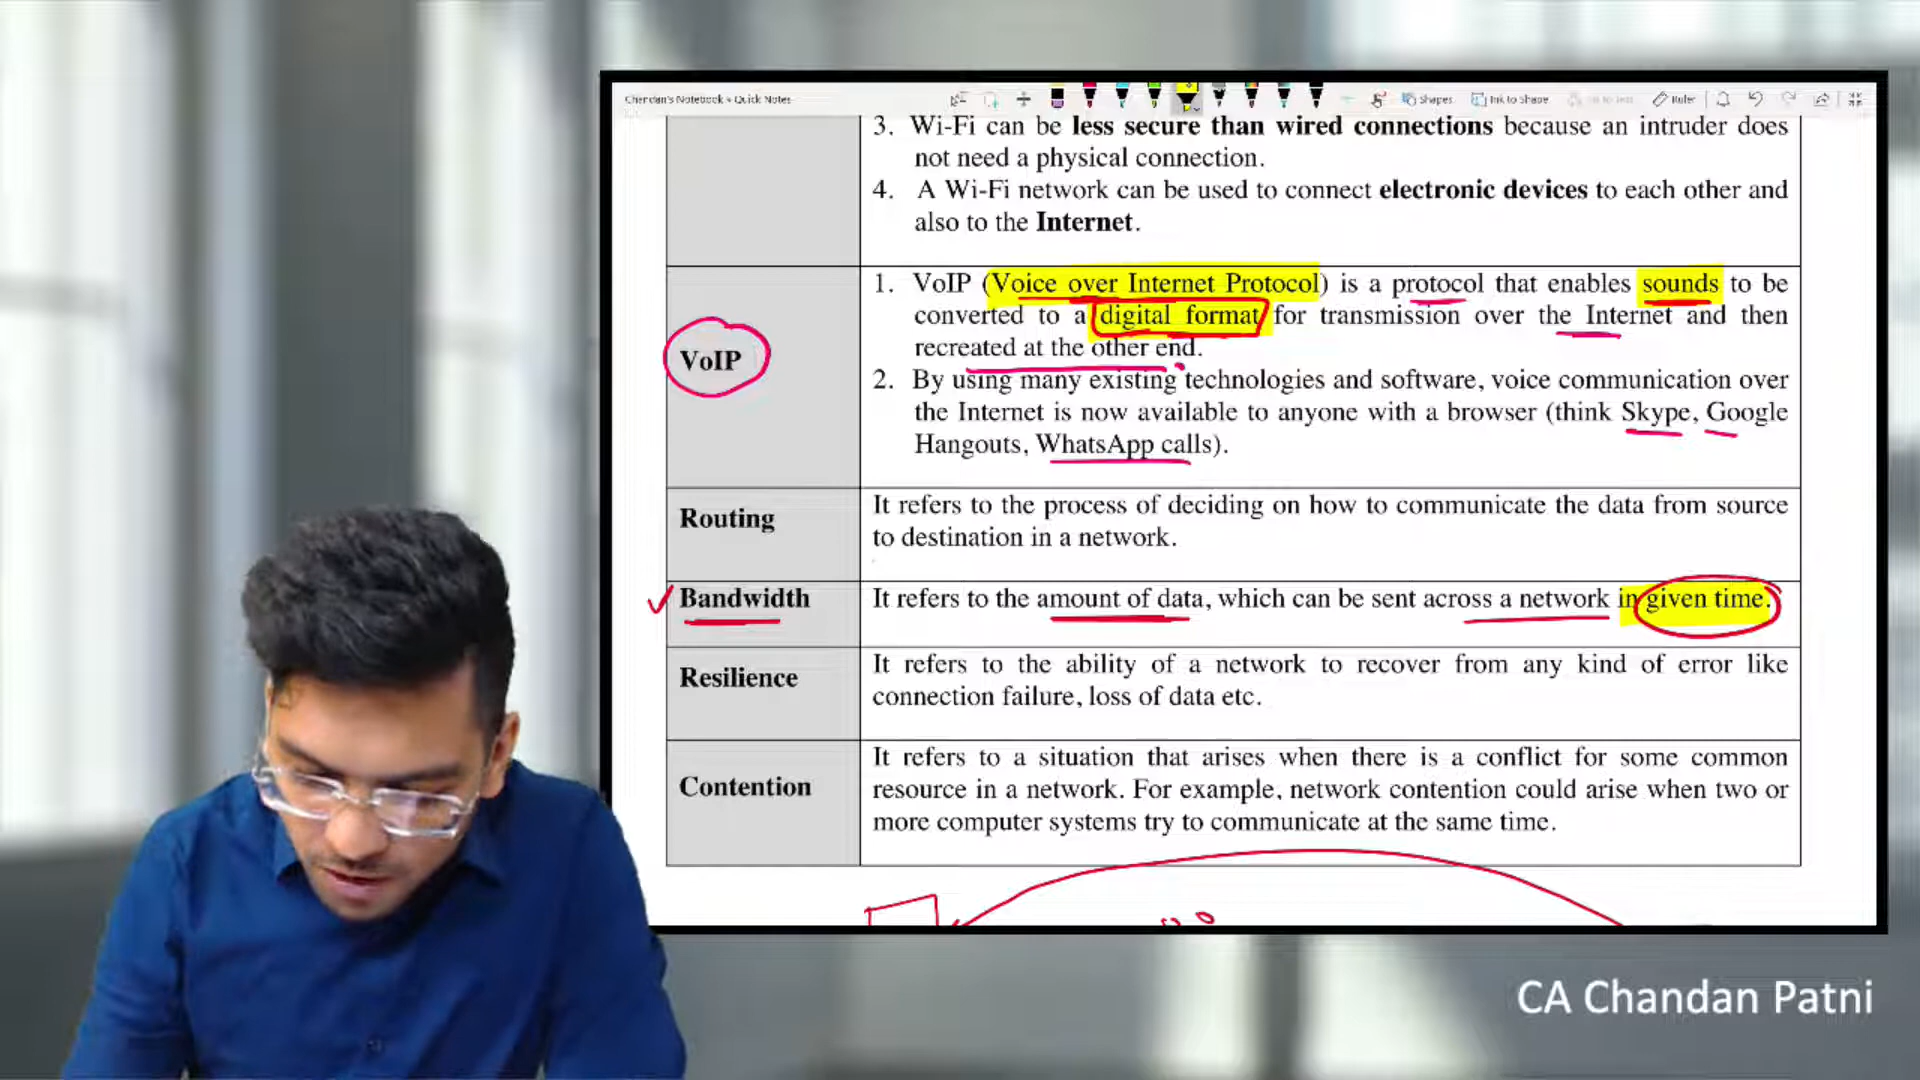 Chandan's Notebook » Quick Notes
Shapes
Ink to Shape
Ruler
3. Wi-Fi can be less secure than wired connections because an intruder does
not need a physical connection.
4. A Wi-Fi network can be used to connect electronic devices to each other and
also to the Internet.
VoIP
1. VoIP (Voice over Internet Protocol) is a protocol that enables sounds to be
converted to a digital format for transmission over the Internet and then
recreated at the other end.
2. By using many existing technologies and software, voice communication over
the Internet is now available to anyone with a browser (think Skype, Google
Hangouts, WhatsApp calls).
Routing
It refers to the process of deciding on how to communicate the data from source
to destination in a network.
Bandwidth
It refers to the amount of data, which can be sent across a network in given time.
Resilience
It refers to the ability of a network to recover from any kind of error like
connection failure, loss of data etc.
Contention
It refers to a situation that arises when there is a conflict for some common
resource in a network. For example, network contention could arise when two or
more computer systems try to communicate at the same time.
CA Chandan Patni